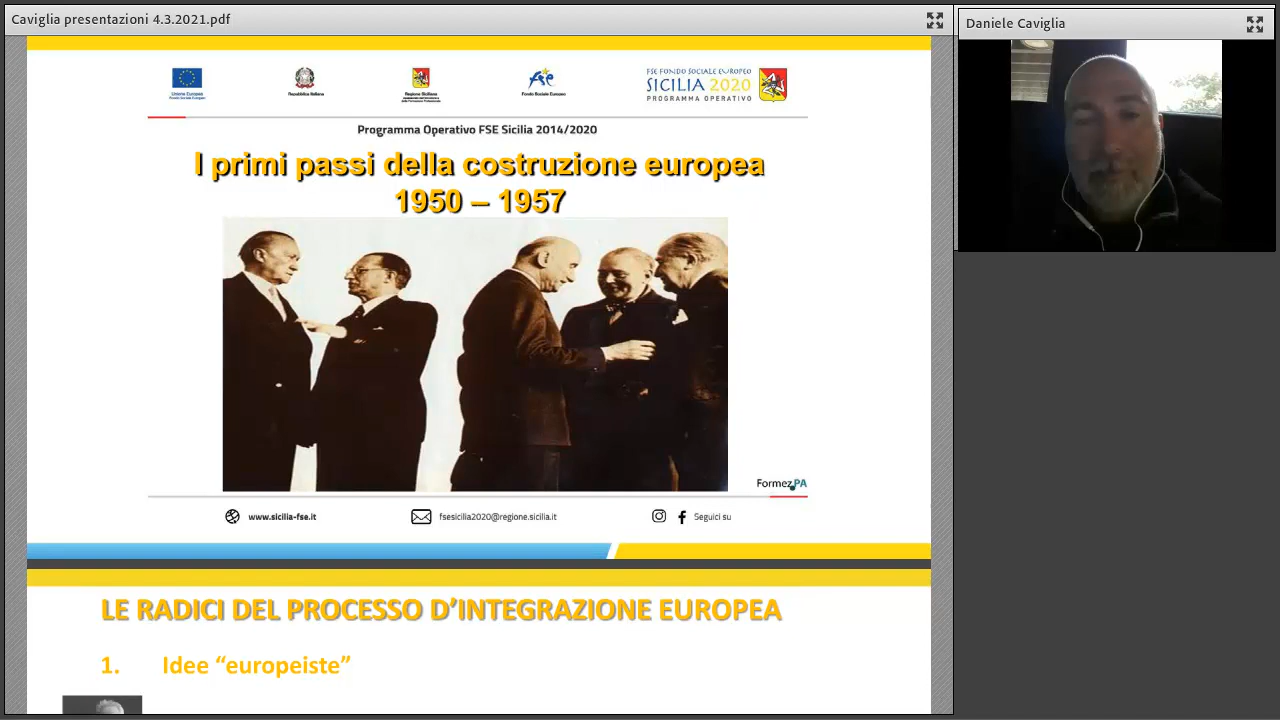 Caviglia presentazioni 4.3.2021.pdf
Daniele Caviglia
Unione Europea
Fondo Sociale Europeo
Repubblica Italiana
Regione Siciliana
Fondo Sociale Europeo
FSE FONDO SOCIALE EUROPEO
SICILIA 2020
PROGRAMMA OPERATIVO
Programma Operativo FSE Sicilia 2014/2020
I primi passi della costruzione europea
1950 – 1957
FormezPA
www.sicilia-fse.it
fsesicilia2020@regione.sicilia.it
Seguici su
LE RADICI DEL PROCESSO D’INTEGRAZIONE EUROPEA
1. Idee “europeiste”